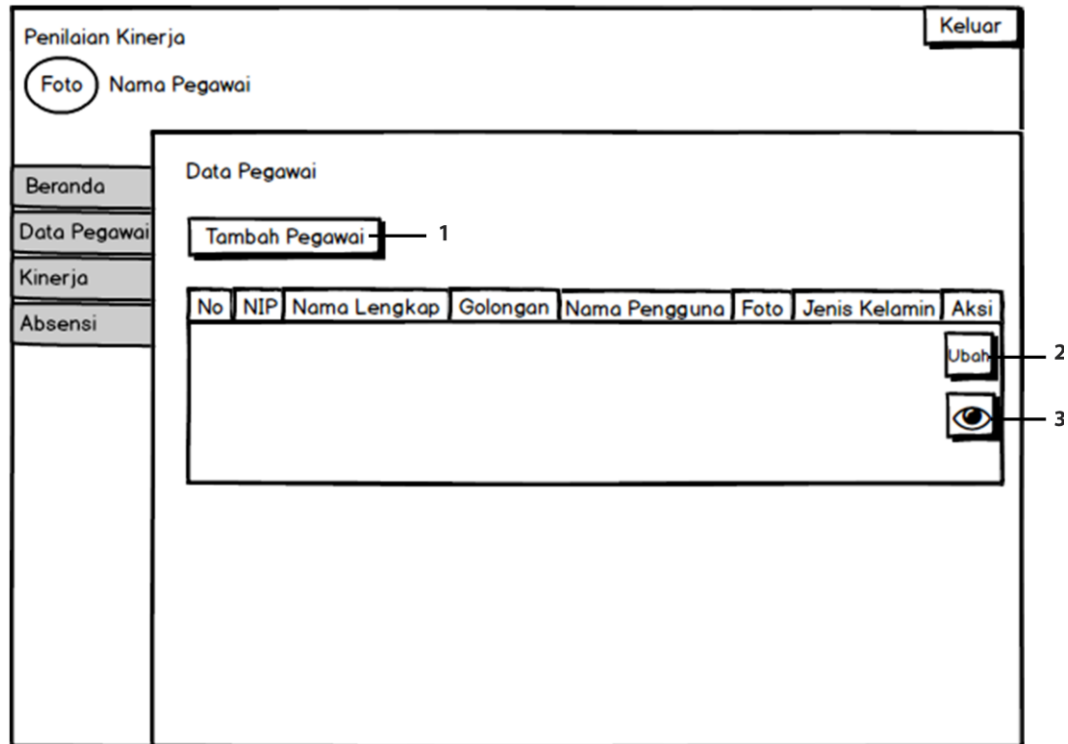 Penilaian Kinerja
Keluar
Foto
Nama Pegawai
Beranda
Data Pegawai
Kinerja
Absensi
Data Pegawai
Tambah Pegawai
1
No NIP Nama Lengkap Golongan Nama Pengguna Foto Jenis Kelamin Aksi
Ubah
2
3